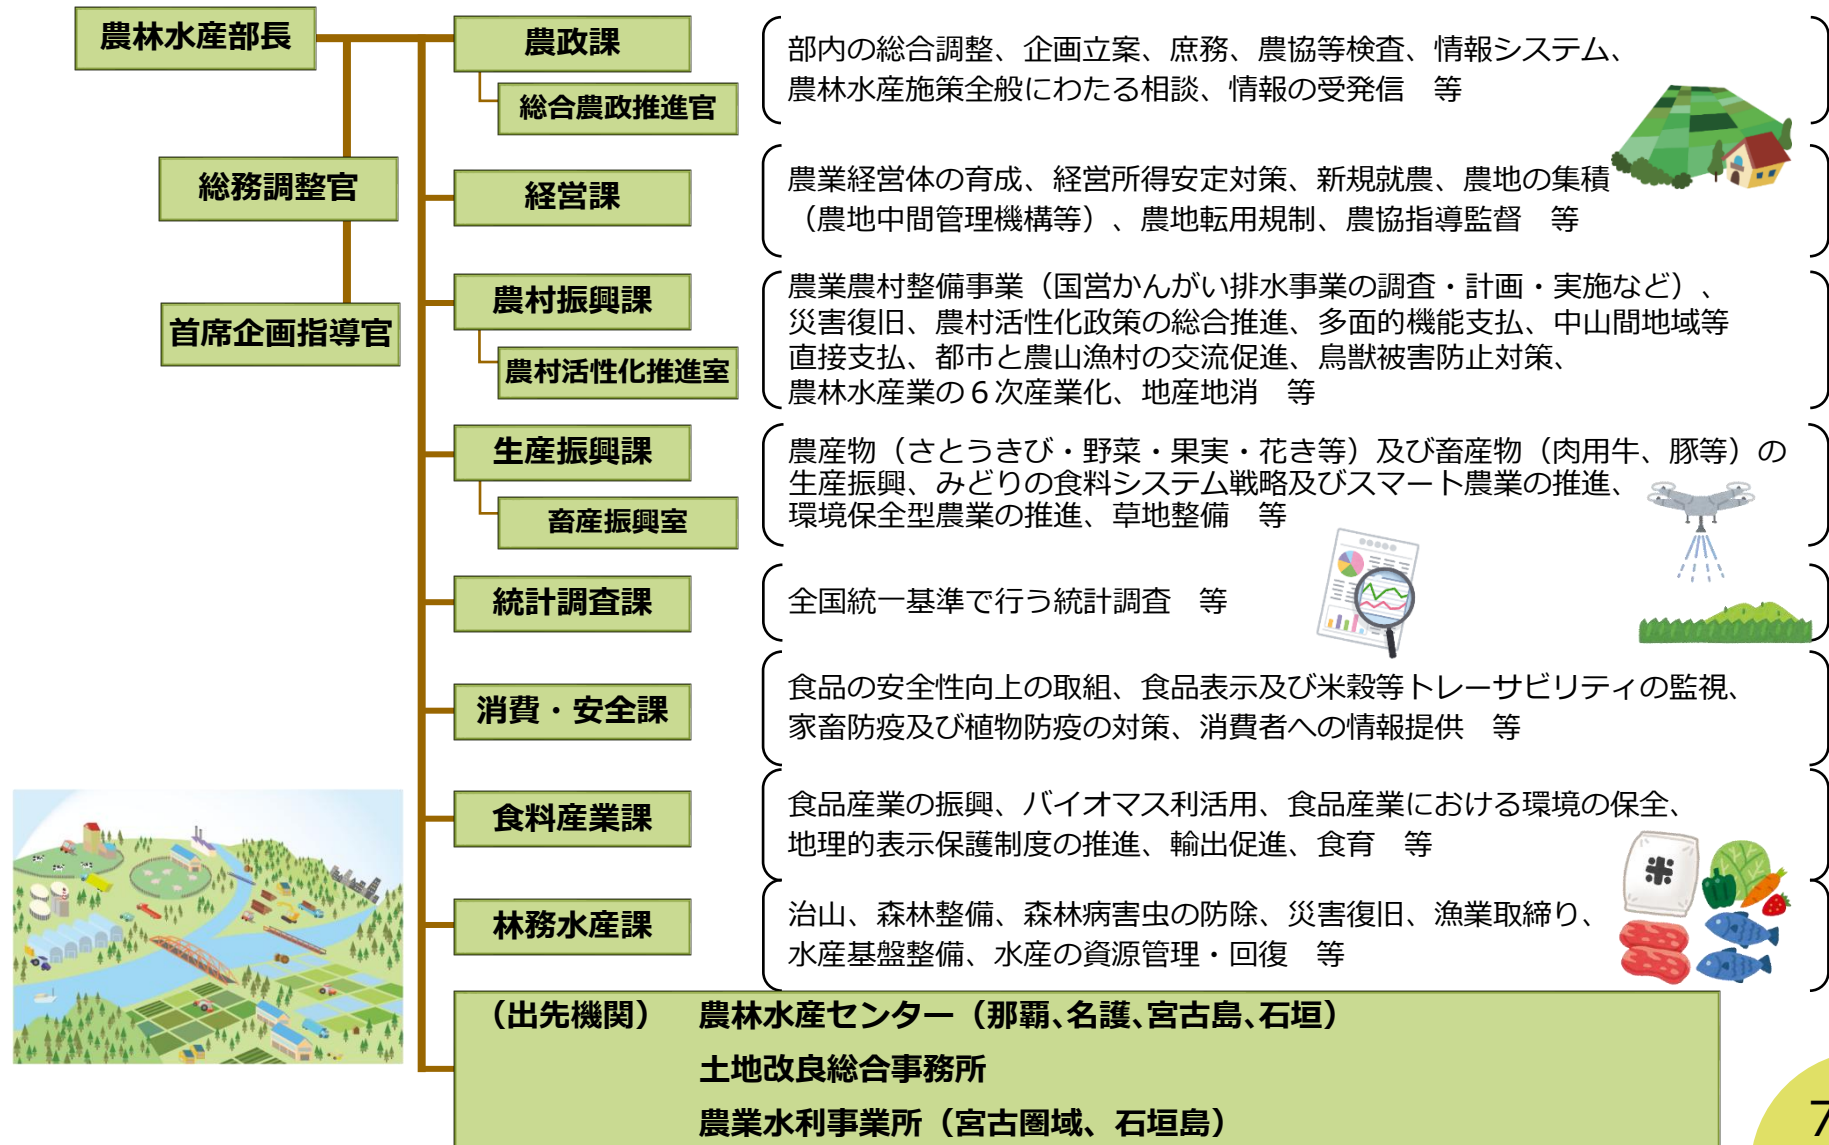 農林水産部長
総務調整官
首席企画指導官
農政課
総合農政推進官
部内の総合調整、企画立案、庶務、農協等検査、情報システム、
農林水産施策全般にわたる相談、情報の受発信　等
経営課
農業経営体の育成、経営所得安定対策、新規就農、農地の集積
（農地中間管理機構等）、農地転用規制、農協指導監督　等
農村振興課
農村活性化推進室
農業農村整備事業（国営かんがい排水事業の調査・計画・実施など）、
災害復旧、農村活性化政策の総合推進、多面的機能支払、中山間地域等
直接支払、都市と農山漁村の交流促進、鳥獣被害防止対策、
農林水産業の６次産業化、地産地消　等
生産振興課
畜産振興室
農産物（さとうきび・野菜・果実・花き等）及び畜産物（肉用牛、豚等）の
生産振興、みどりの食料システム戦略及びスマート農業の推進、
環境保全型農業の推進、草地整備　等
統計調査課
全国統一基準で行う統計調査　等
消費・安全課
食品の安全性向上の取組、食品表示及び米穀等トレーサビリティの監視、
家畜防疫及び植物防疫の対策、消費者への情報提供　等
食料産業課
食品産業の振興、バイオマス利活用、食品産業における環境の保全、
地理的表示保護制度の推進、輸出促進、食育　等
米
林務水産課
治山、森林整備、森林病害虫の防除、災害復旧、漁業取締り、
水産基盤整備、水産の資源管理・回復　等
（出先機関）　農林水産センター（那覇、名護、宮古島、石垣）
土地改良総合事務所
農業水利事業所（宮古圏域、石垣島）
7